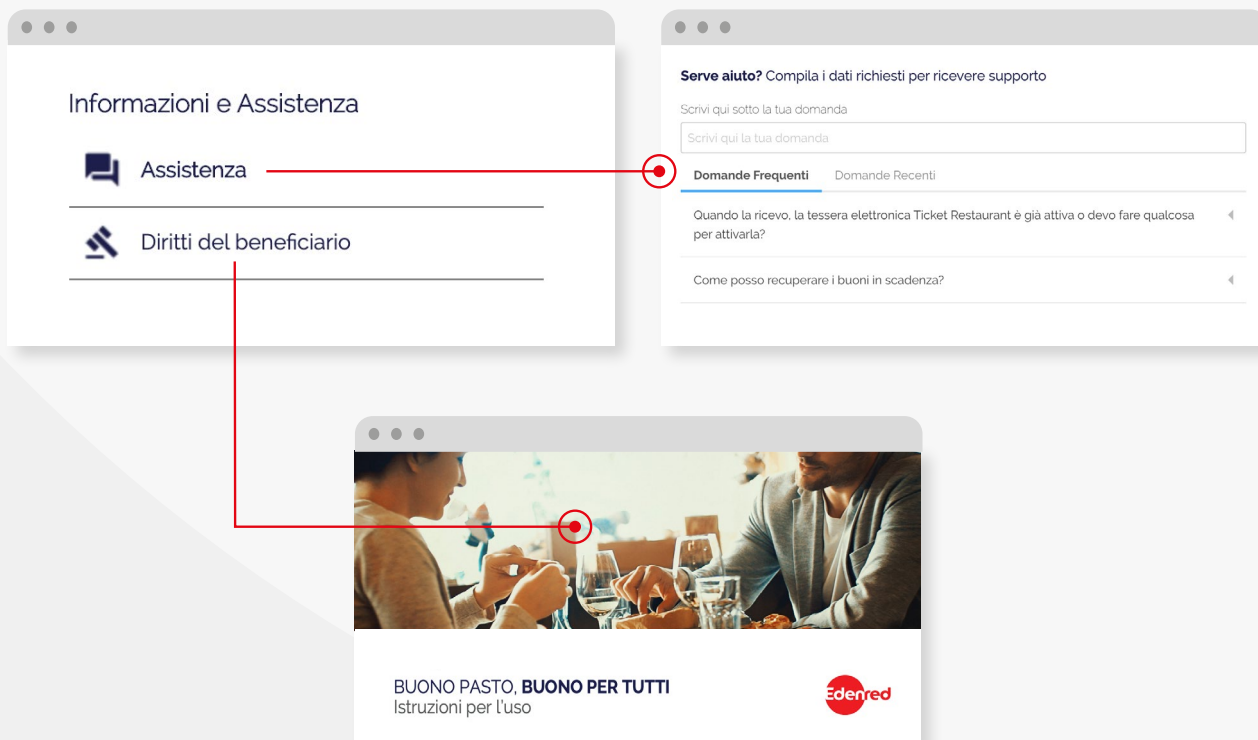 Informazioni e Assistenza
Assistenza
Diritti del beneficiario
Serve aiuto? Compila i dati richiesti per ricevere supporto
Scrivi qui sotto la tua domanda
Scrivi qui la tua domanda
Domande Frequenti Domande Recenti
Quando la ricevo, la tessera elettronica Ticket Restaurant è già attiva o devo fare qualcosa
per attivarla?
Come posso recuperare i buoni in scadenza?
BUONO PASTO, BUONO PER TUTTI
Istruzioni per l'uso
Edenred